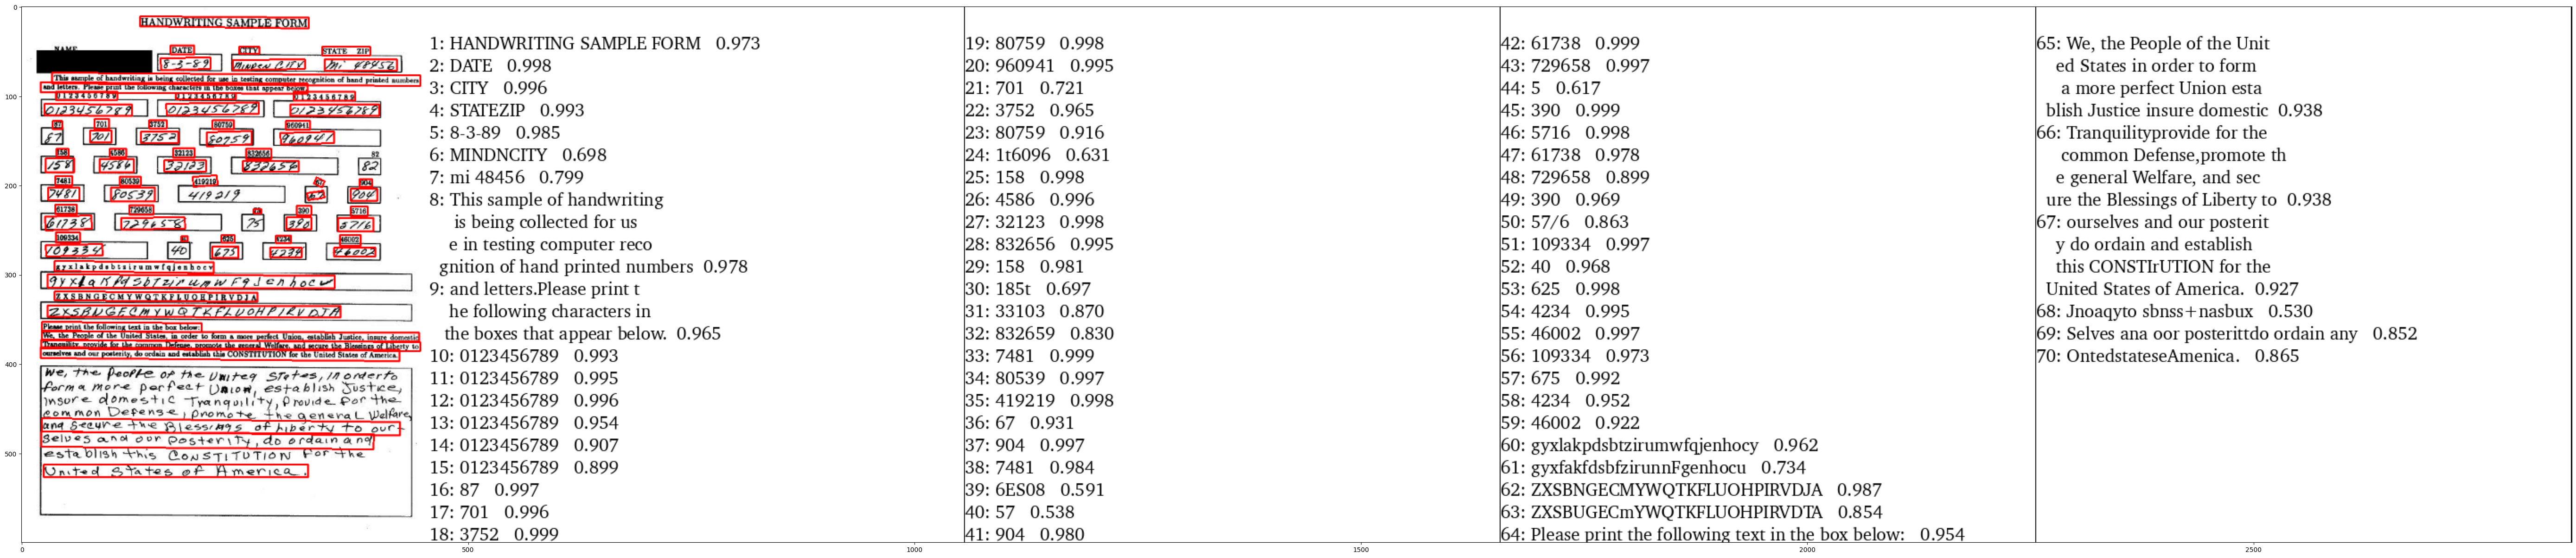 HANDWRITING SAMPLE FORM
NAME DATE CITY STATE ZIP
8-3-89 MINDEN CITY Mi 48456
This sample of handwriting is being collected for use in testing computer recognition of hand printed numbers
and letters. Please print the following characters in the boxes that appear below.
0123456789 0123456789 0123456789
0123456789 0123456789 0123456789
87 701 3752 80759 960941
87 701 3752 80759 960941
158 4586 32123 832656 82
158 4586 32123 832656 82
7481 80539 419219 67 904
7481 80539 419219 67 904
61738 729658 75 390 5716
61738 729658 75 390 5716
109334 40 625 4234 46002
109334 40 675 4234 46002
gyxlakpdsbtzirumwfqjenhocv
gyxlakpdsbtzirumwfqjenhocv
ZXSBNGECMYWQTKFLUOHPIRVDJA
ZXSBNGECMYWQTKFLUOHPIRVDJA
Please print the following text in the box below:
We, the People of the United States, in order to form a more perfect Union, establish Justice, insure domestic
Tranquility, provide for the common Defense, promote the general Welfare, and secure the Blessings of Liberty to
ourselves and our posterity, do ordain and establish this CONSTITUTION for the United States of America.
We, the People of the United States, in order to
form a more perfect Union, establish Justice,
insure domestic Tranquility, provide for the
common Defense, promote the general Welfare,
and secure the Blessings of Liberty to our-
selves and our posterity, do ordain and
establish this CONSTITUTION for the
United States of America.
1: HANDWRITING SAMPLE FORM 0.973
2: DATE 0.998
3: CITY 0.996
4: STATEZIP 0.993
5: 8-3-89 0.985
6: MINDNCITY 0.698
7: mi 48456 0.799
8: This sample of handwriting
is being collected for us
e in testing computer reco
gnition of hand printed numbers 0.978
9: and letters.Please print t
he following characters in
the boxes that appear below. 0.965
10: 0123456789 0.993
11: 0123456789 0.995
12: 0123456789 0.996
13: 0123456789 0.954
14: 0123456789 0.907
15: 0123456789 0.899
16: 87 0.997
17: 701 0.996
18: 3752 0.999
19: 80759 0.998
20: 960941 0.995
21: 701 0.721
22: 3752 0.965
23: 80759 0.916
24: 1t6096 0.631
25: 158 0.998
26: 4586 0.996
27: 32123 0.998
28: 832656 0.995
29: 158 0.981
30: 185t 0.697
31: 33103 0.870
32: 832659 0.830
33: 7481 0.999
34: 80539 0.997
35: 419219 0.998
36: 67 0.931
37: 904 0.997
38: 7481 0.984
39: 6ES08 0.591
40: 57 0.538
41: 904 0.980
42: 61738 0.999
43: 729658 0.997
44: 5 0.617
45: 390 0.999
46: 5716 0.998
47: 61738 0.978
48: 729658 0.899
49: 390 0.969
50: 57/6 0.863
51: 109334 0.997
52: 40 0.968
53: 625 0.998
54: 4234 0.995
55: 46002 0.997
56: 109334 0.973
57: 675 0.992
58: 4234 0.952
59: 46002 0.922
60: gyxlakpdsbtzirumwfqjenhocy 0.962
61: gyxfakfdsbfzirunnFgenhocu 0.734
62: ZXSBNGECMYWQTKFLUOHPIRVDJA 0.987
63: ZXSBUGECmYWQTKFLUOHPIRVDTA 0.854
64: Please print the following text in the box below: 0.954
65: We, the People of the Unit
ed States in order to form
a more perfect Union esta
blish Justice insure domestic 0.938
66: Tranquilityprovide for the
common Defense,promote th
e general Welfare, and sec
ure the Blessings of Liberty to 0.938
67: ourselves and our posterit
y do ordain and establish
this CONSTIrUTION for the
United States of America. 0.927
68: Jnoaqyto sbnss+nasbux 0.530
69: Selves ana oor posterittdo ordain any 0.852
70: OntedstateseAmenica. 0.865
0 100 200 300 400 500
0 500 1000 1500 2000 2500